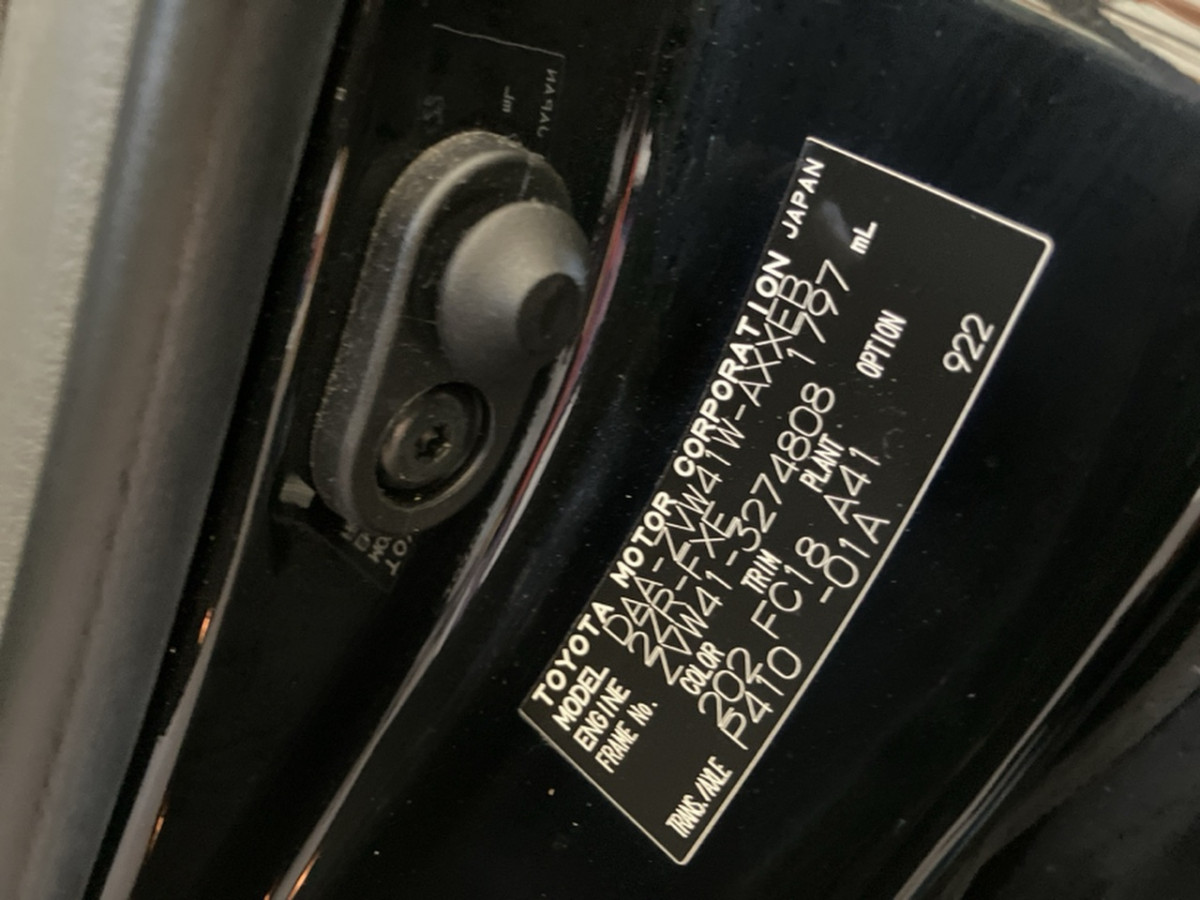 TOYOTA MOTOR CORPORATION JAPAN
MODEL DAA-ZVW41W-AXXEB
ENGINE 2ZR-FXE 1797 mL
FRAME No. ZVW41-3274808
COLOR TRIM PLANT OPTION
202 FC18 A41
TRANS./AXLE P410 -01A 922